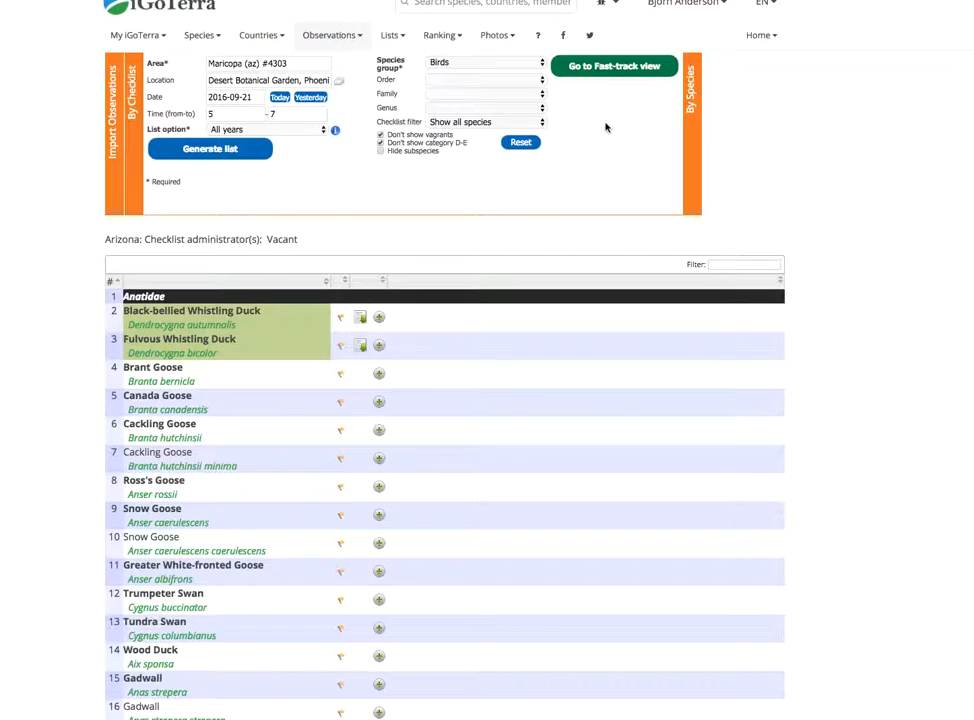 iGoTerra
Search species, countries, member
Bjorn Anderson
EN
My iGoTerra Species Countries Observations Lists Ranking Photos ? Home
Import Observations
By Checklist
Area* Maricopa (az) #4303
Location Desert Botanical Garden, Phoeni
Date 2016-09-21 Today Yesterday
Time (from-to) 5 - 7
List option* All years
Generate list
* Required
Species group* Birds
Order
Family
Genus
Checklist filter Show all species
Don't show vagrants
Don't show category D-E
Hide subspecies
Reset
Go to Fast-track view
By Species
Arizona: Checklist administrator(s): Vacant
Filter:
#
1 Anatidae
2 Black-bellied Whistling Duck
Dendrocygna autumnalis
3 Fulvous Whistling Duck
Dendrocygna bicolor
4 Brant Goose
Branta bernicla
5 Canada Goose
Branta canadensis
6 Cackling Goose
Branta hutchinsii
7 Cackling Goose
Branta hutchinsii minima
8 Ross's Goose
Anser rossii
9 Snow Goose
Anser caerulescens
10 Snow Goose
Anser caerulescens caerulescens
11 Greater White-fronted Goose
Anser albifrons
12 Trumpeter Swan
Cygnus buccinator
13 Tundra Swan
Cygnus columbianus
14 Wood Duck
Aix sponsa
15 Gadwall
Anas strepera
16 Gadwall
Anas strepera strepera